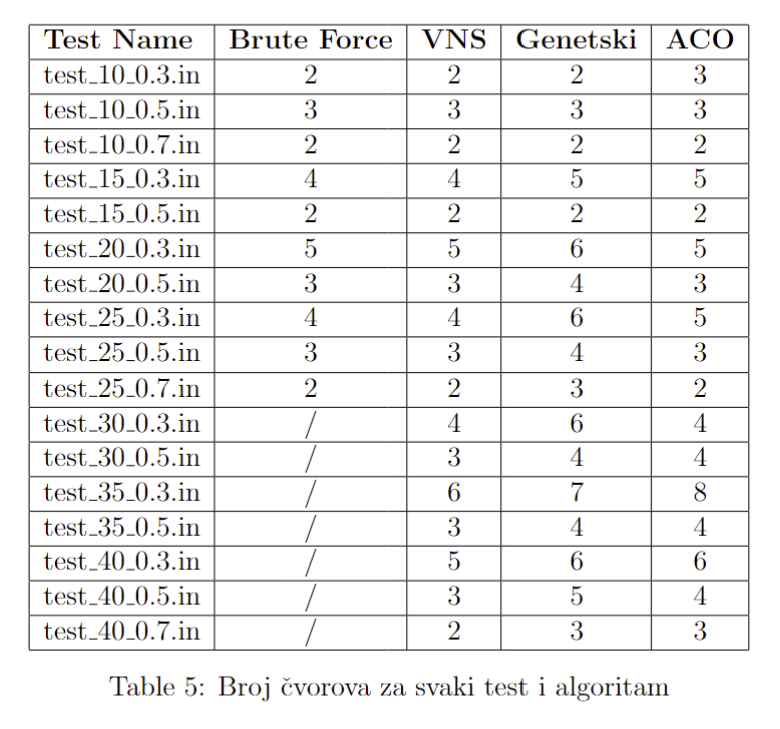 Test Name Brute Force VNS Genetski ACO
test_10_0.3.in 2 2 2 3
test_10_0.5.in 3 3 3 3
test_10_0.7.in 2 2 2 2
test_15_0.3.in 4 4 5 5
test_15_0.5.in 2 2 2 2
test_20_0.3.in 5 5 6 5
test_20_0.5.in 3 3 4 3
test_25_0.3.in 4 4 6 5
test_25_0.5.in 3 3 4 3
test_25_0.7.in 2 2 3 2
test_30_0.3.in / 4 6 4
test_30_0.5.in / 3 4 4
test_35_0.3.in / 6 7 8
test_35_0.5.in / 3 4 4
test_40_0.3.in / 5 6 6
test_40_0.5.in / 3 5 4
test_40_0.7.in / 2 3 3
Table 5: Broj čvorova za svaki test i algoritam